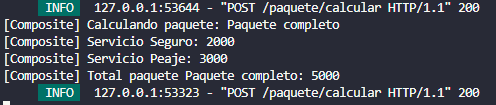 INFO 127.0.0.1:53644 - "POST /paquete/calcular HTTP/1.1" 200
[Composite] Calculando paquete: Paquete completo
[Composite] Servicio Seguro: 2000
[Composite] Servicio Peaje: 3000
[Composite] Total paquete Paquete completo: 5000
INFO 127.0.0.1:53323 - "POST /paquete/calcular HTTP/1.1" 200